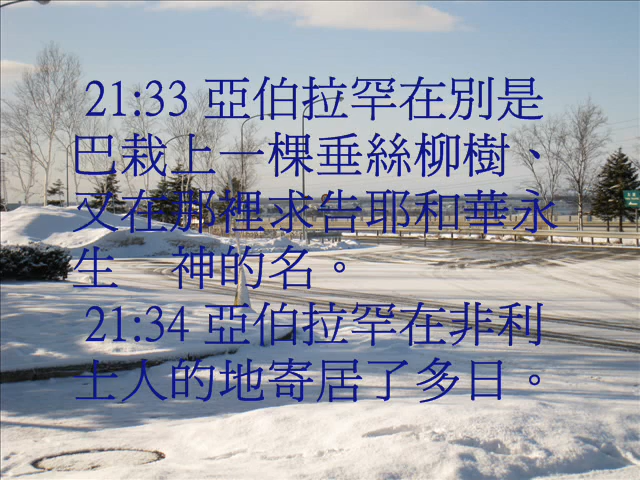 21:33 亞伯拉罕在別是
巴栽上一棵垂絲柳樹、
又在那裡求告耶和華永
生　神的名。
21:34 亞伯拉罕在非利
士人的地寄居了多日。